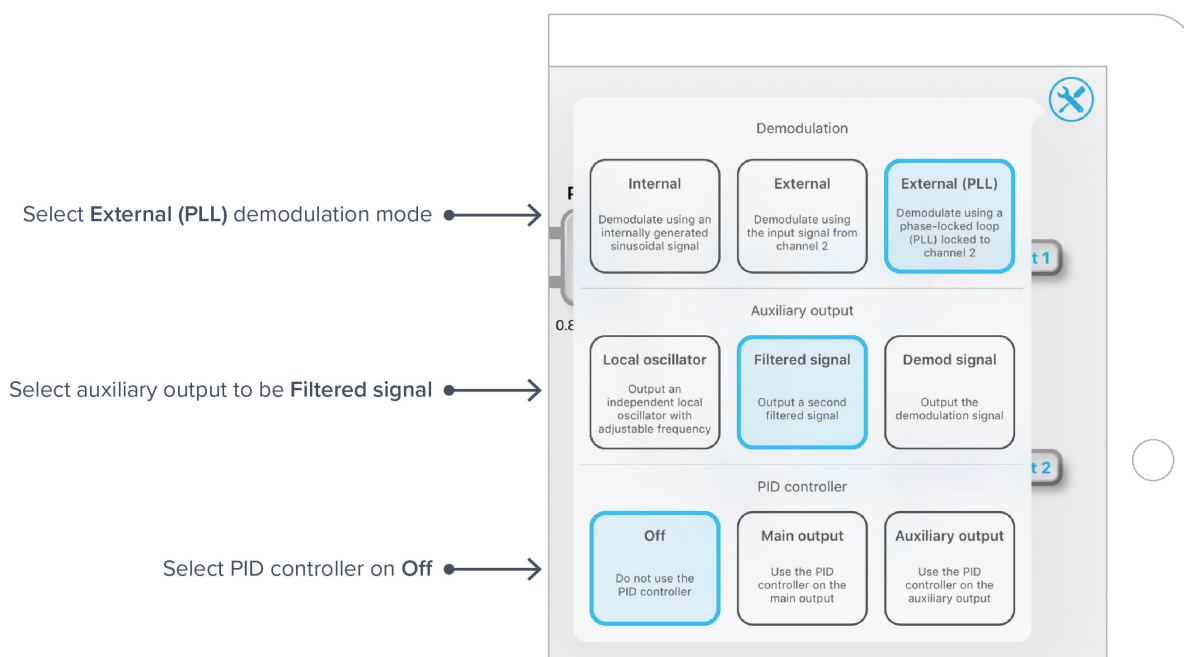 Demodulation
Select External (PLL) demodulation mode
P
Internal
Demodulate using an
internally generated
sinusoidal signal
External
Demodulate using
the input signal from
channel 2
External (PLL)
Demodulate using a
phase-locked loop
(PLL) locked to
channel 2
t 1
0.8
Auxiliary output
Select auxiliary output to be Filtered signal
Local oscillator
Output an
independent local
oscillator with
adjustable frequency
Filtered signal
Output a second
filtered signal
Demod signal
Output the
demodulation signal
t 2
PID controller
Select PID controller on Off
Off
Do not use the
PID controller
Main output
Use the PID
controller on the
main output
Auxiliary output
Use the PID
controller on the
auxiliary output